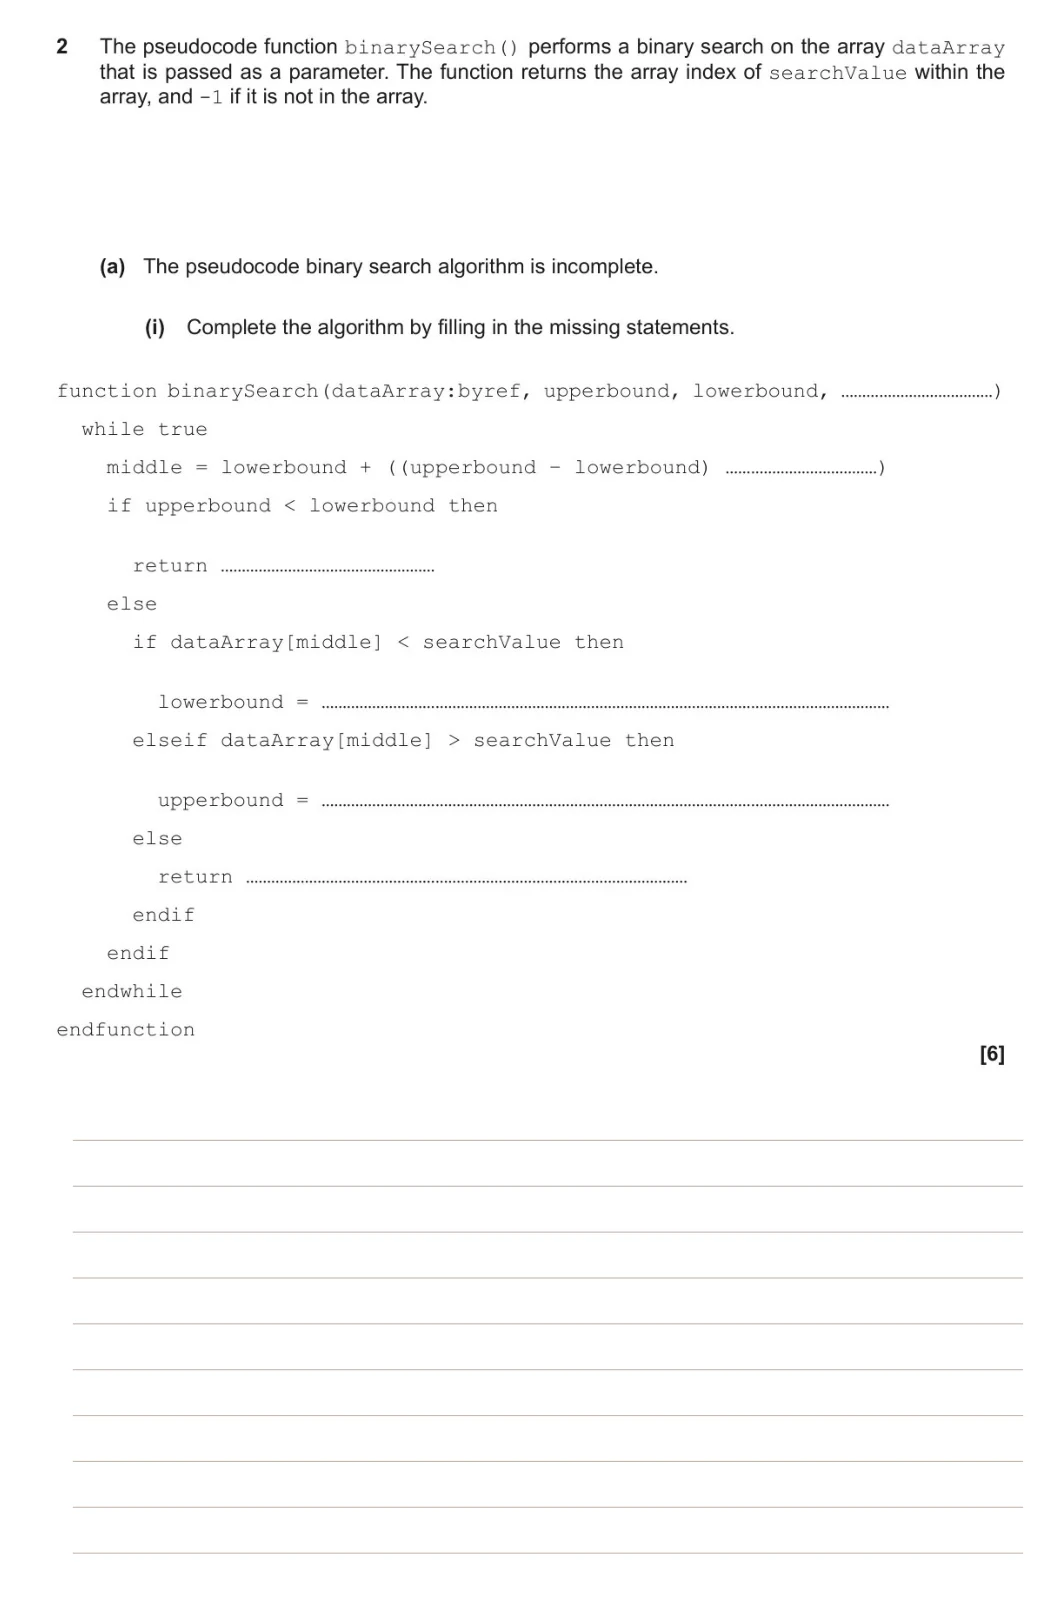 2 The pseudocode function binarySearch() performs a binary search on the array dataArray
that is passed as a parameter. The function returns the array index of searchValue within the
array, and -1 if it is not in the array.
(a) The pseudocode binary search algorithm is incomplete.
(i) Complete the algorithm by filling in the missing statements.
function binarySearch(dataArray:byref, upperbound, lowerbound, ....................................)
while true
middle = lowerbound + ((upperbound - lowerbound) ....................................)
if upperbound < lowerbound then
return ...................................................
else
if dataArray[middle] < searchValue then
lowerbound = .......................................................................................................................................
elseif dataArray[middle] > searchValue then
upperbound = .......................................................................................................................................
else
return .........................................................................................................
endif
endif
endwhile
endfunction
[6]